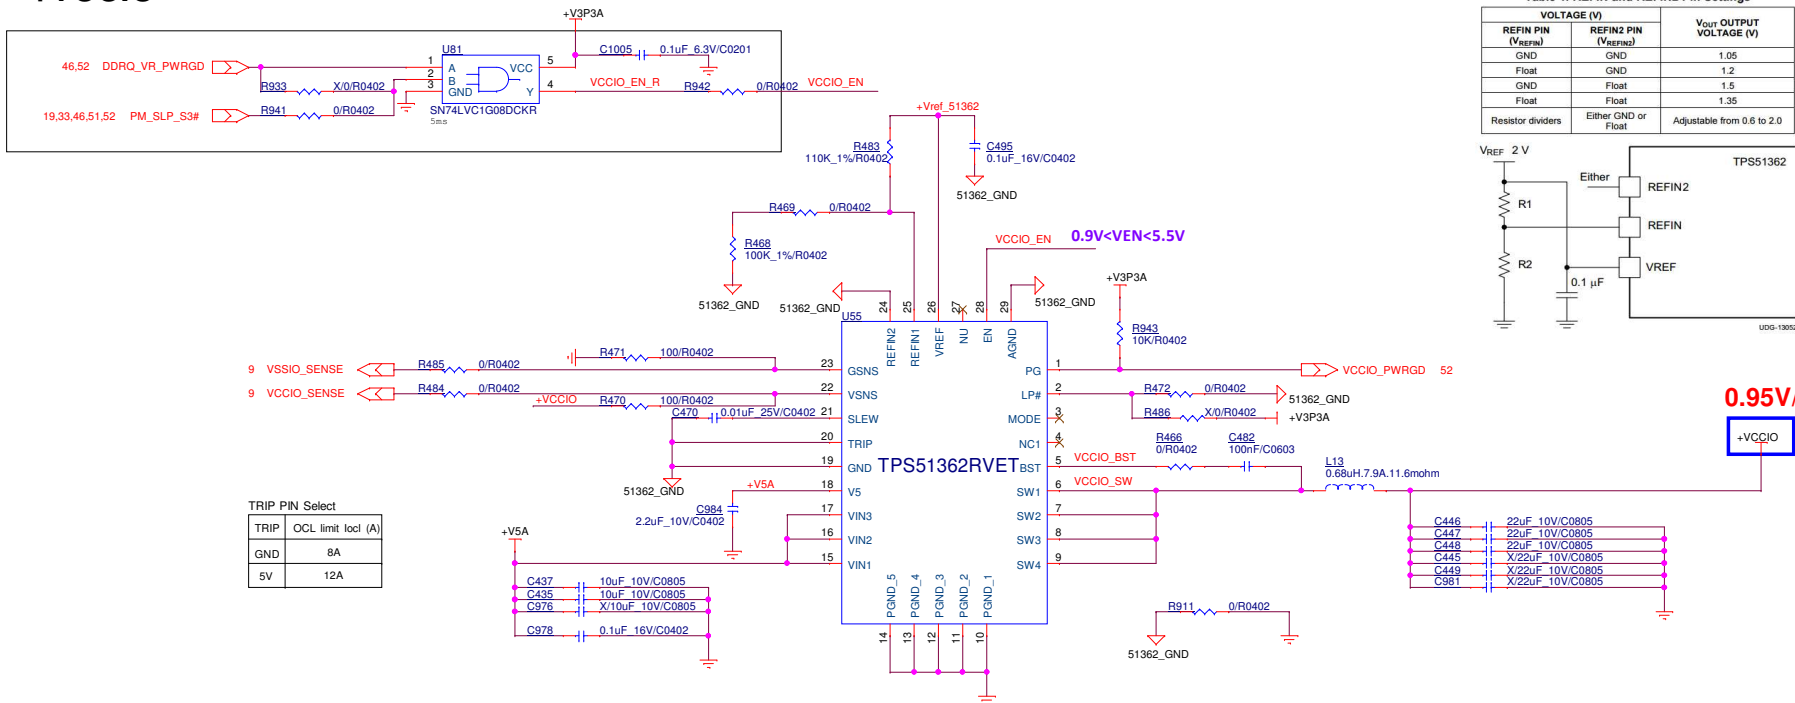 +V3P3A
U81
C1005
0.1uF_6.3V/C0201
46,52 DDRQ_VR_PWRGD
1 A
2 B
3 GND
VCC 5
Y 4
R933 X/0/R0402
VCCIO_EN_R
R942
0/R0402
VCCIO_EN
19,33,46,51,52 PM_SLP_S3#
R941 0/R0402
SN74LVC1G08DCKR
5ms
VOLTAGE (V)
VOUT OUTPUT VOLTAGE (V)
REFIN PIN (VREFIN)
REFIN2 PIN (VREFIN2)
GND GND 1.05
Float GND 1.2
GND Float 1.5
Float Float 1.35
Resistor dividers Either GND or Float Adjustable from 0.6 to 2.0
VREF 2 V
TPS51362
Either
REFIN2
R1
REFIN
R2
VREF
0.1 µF
UDG-13052
+Vref_51362
R483
110K_1%/R0402
C495
0.1uF_16V/C0402
51362_GND
R469 0/R0402
R468
100K_1%/R0402
51362_GND
VCCIO_EN
0.9V<VEN<5.5V
51362_GND
51362_GND
+V3P3A
R943
10K/R0402
U55
24 25 26 27 28 29
REFIN2 REFIN1 VREF NU EN AGND
9 VSSIO_SENSE
R485 0/R0402
R471 100/R0402
23 GSNS
9 VCCIO_SENSE
R484 0/R0402
22 VSNS
+VCCIO
R470 100/R0402
C470 0.01uF_25V/C0402
21 SLEW
20 TRIP
19 GND
51362_GND
18 V5
+V5A
C984
2.2uF_10V/C0402
17 VIN3
16 VIN2
15 VIN1
TPS51362RVET
PG 1
VCCIO_PWRGD 52
LP# 2
R472 0/R0402
51362_GND
MODE 3
R486 X/0/R0402
+V3P3A
NC1 4
R466
0/R0402
C482
100nF/C0603
BST 5
VCCIO_BST
SW1 6
VCCIO_SW
SW2 7
SW3 8
SW4 9
L13
0.68uH.7.9A.11.6mohm
0.95V/
+VCCIO
C446 22uF_10V/C0805
C447 22uF_10V/C0805
C448 22uF_10V/C0805
C445 X/22uF_10V/C0805
C449 X/22uF_10V/C0805
C981 X/22uF_10V/C0805
TRIP PIN Select
TRIP OCL limit Iocl (A)
GND 8A
5V 12A
+V5A
C437 10uF_10V/C0805
C435 10uF_10V/C0805
C976 X/10uF_10V/C0805
C978 0.1uF_16V/C0402
PGND_5 PGND_4 PGND_3 PGND_2 PGND_1
14 13 12 11 10
R911 0/R0402
51362_GND